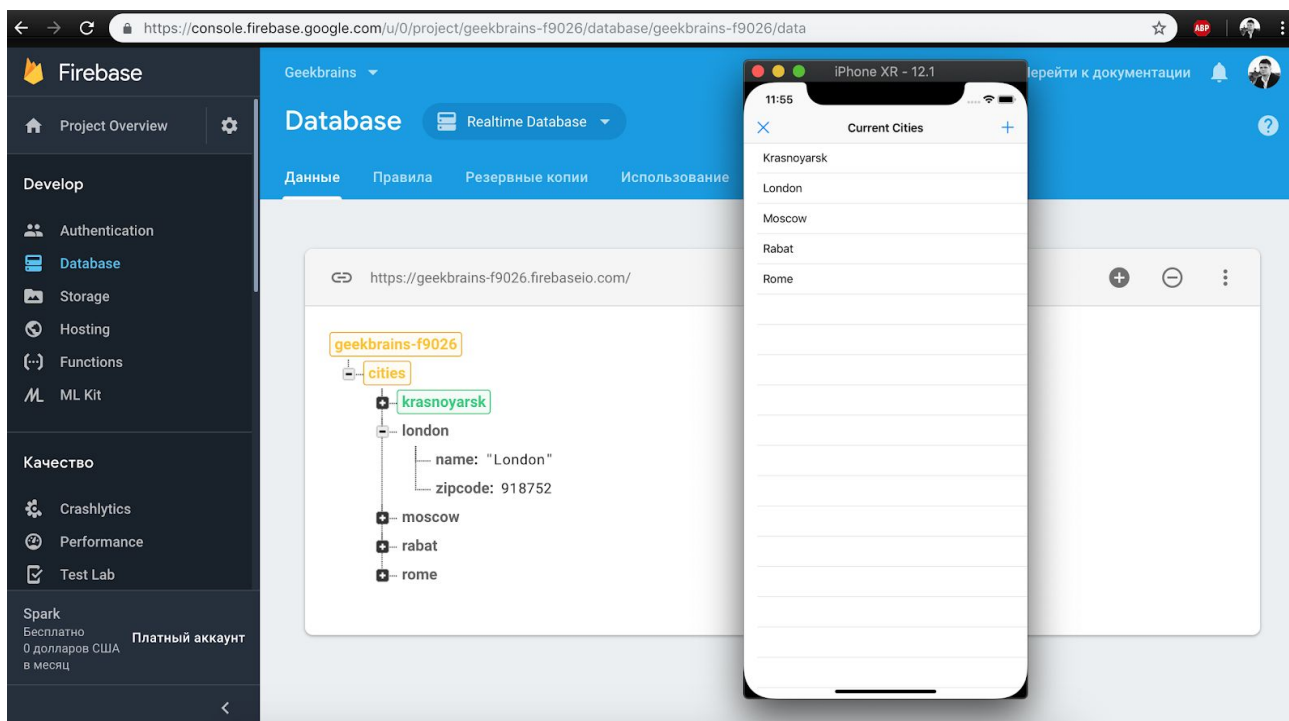 https://console.firebase.google.com/u/0/project/geekbrains-f9026/database/geekbrains-f9026/data
ABP
Firebase
Project Overview
Develop
Authentication
Database
Storage
Hosting
Functions
ML Kit
Качество
Crashlytics
Performance
Test Lab
Spark
Бесплатно
0 долларов США
в месяц
Платный аккаунт
Geekbrains
Database
Realtime Database
Данные
Правила
Резервные копии
Использование
к документации
https://geekbrains-f9026.firebaseio.com/
geekbrains-f9026
cities
krasnoyarsk
london
name: "London"
zipcode: 918752
moscow
rabat
rome
iPhone XR - 12.1
11:55
Current Cities
Krasnoyarsk
London
Moscow
Rabat
Rome